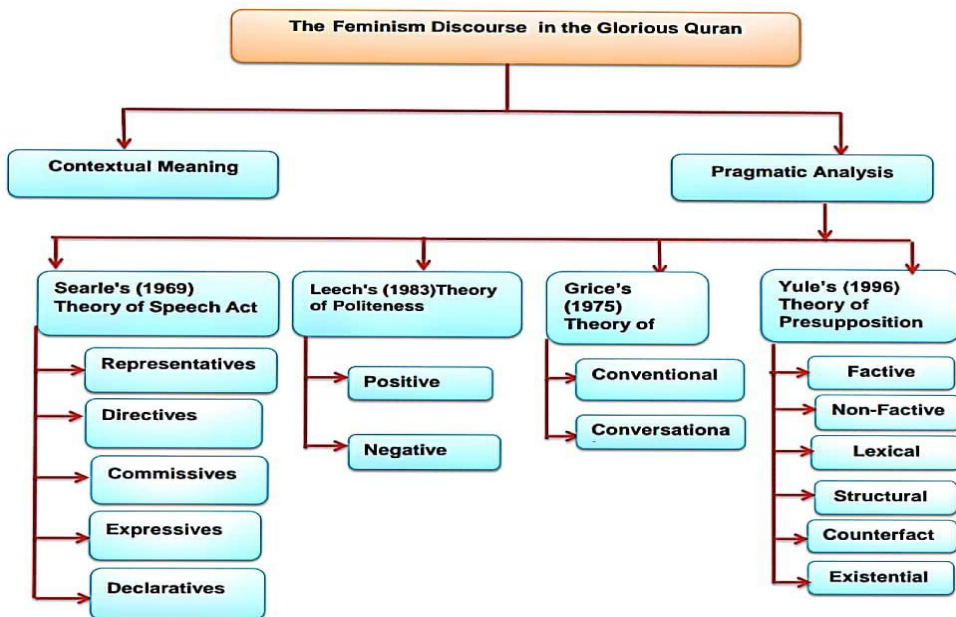 The Feminism Discourse in the Glorious Quran
Contextual Meaning
Pragmatic Analysis
Searle's (1969)
Theory of Speech Act
Representatives
Directives
Commissives
Expressives
Declaratives
Leech's (1983)Theory
of Politeness
Positive
Negative
Grice's
(1975)
Theory of
Conventional
Conversationa
Yule's (1996)
Theory of
Presupposition
Factive
Non-Factive
Lexical
Structural
Counterfact
Existential